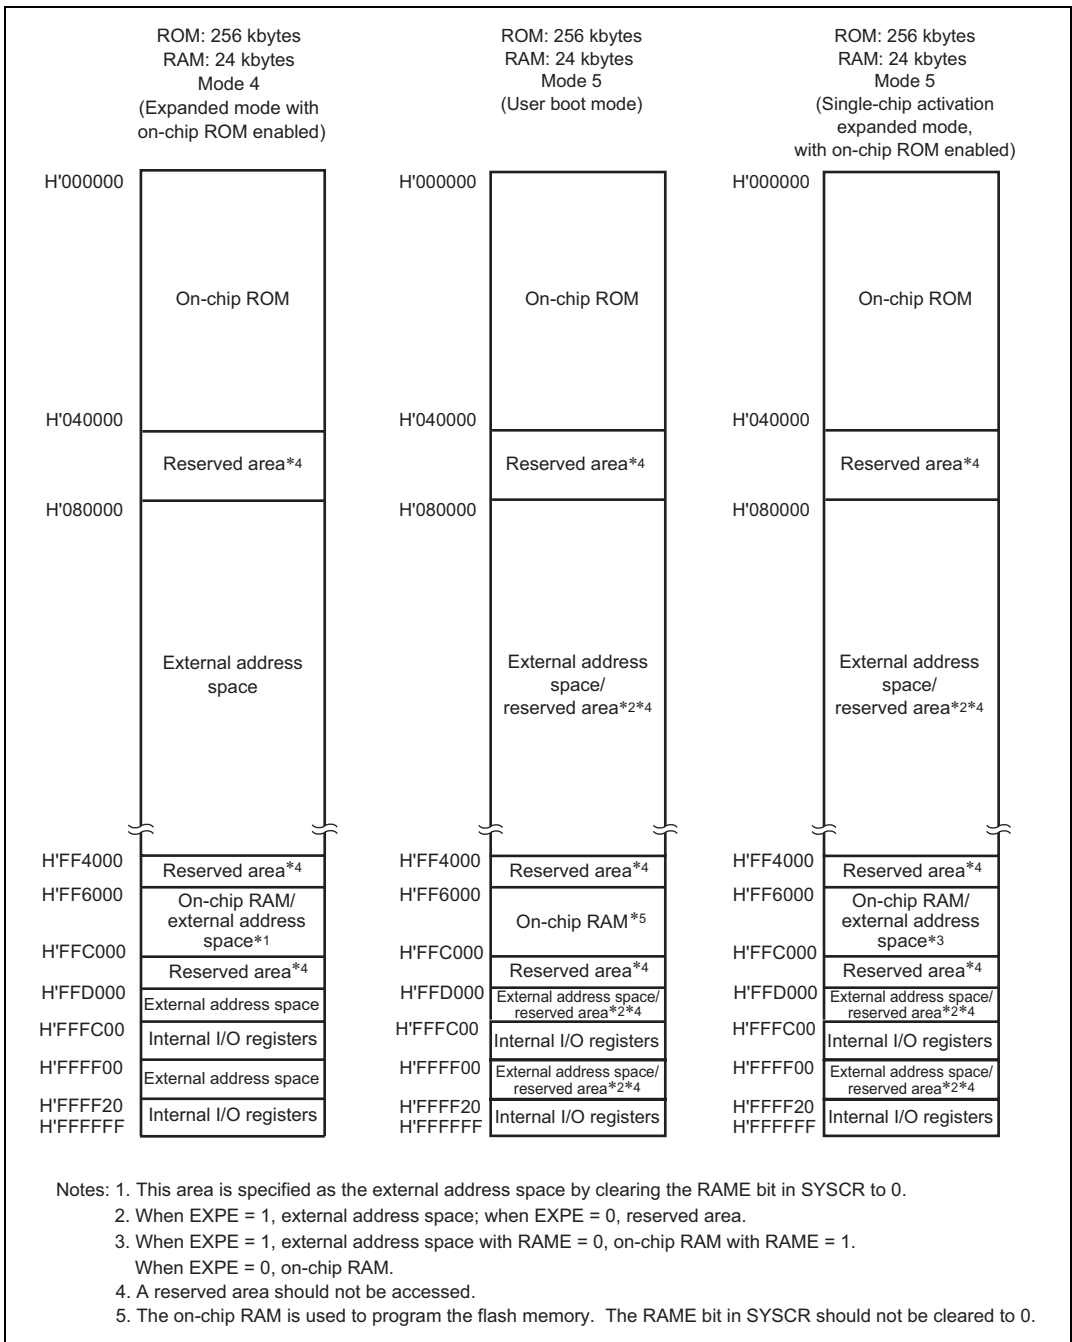 ROM: 256 kbytes
RAM: 24 kbytes
Mode 4
(Expanded mode with
on-chip ROM enabled)
H'000000
On-chip ROM
H'040000
Reserved area*4
H'080000
External address
space
H'FF4000
Reserved area*4
H'FF6000
On-chip RAM/
external address
space*1
H'FFC000
Reserved area*4
H'FFD000
External address space
H'FFFC00
Internal I/O registers
H'FFFF00
External address space
H'FFFF20
Internal I/O registers
H'FFFFFF
ROM: 256 kbytes
RAM: 24 kbytes
Mode 5
(User boot mode)
H'000000
On-chip ROM
H'040000
Reserved area*4
H'080000
External address
space/
reserved area*2*4
H'FF4000
Reserved area*4
H'FF6000
On-chip RAM*5
H'FFC000
Reserved area*4
H'FFD000
External address space/
reserved area*2*4
H'FFFC00
Internal I/O registers
H'FFFF00
External address space/
reserved area*2*4
H'FFFF20
Internal I/O registers
H'FFFFFF
ROM: 256 kbytes
RAM: 24 kbytes
Mode 5
(Single-chip activation
expanded mode,
with on-chip ROM enabled)
H'000000
On-chip ROM
H'040000
Reserved area*4
H'080000
External address
space/
reserved area*2*4
H'FF4000
Reserved area*4
H'FF6000
On-chip RAM/
external address
space*3
H'FFC000
Reserved area*4
H'FFD000
External address space/
reserved area*2*4
H'FFFC00
Internal I/O registers
H'FFFF00
External address space/
reserved area*2*4
H'FFFF20
Internal I/O registers
H'FFFFFF
Notes: 1. This area is specified as the external address space by clearing the RAME bit in SYSCR to 0.
2. When EXPE = 1, external address space; when EXPE = 0, reserved area.
3. When EXPE = 1, external address space with RAME = 0, on-chip RAM with RAME = 1.
When EXPE = 0, on-chip RAM.
4. A reserved area should not be accessed.
5. The on-chip RAM is used to program the flash memory. The RAME bit in SYSCR should not be cleared to 0.